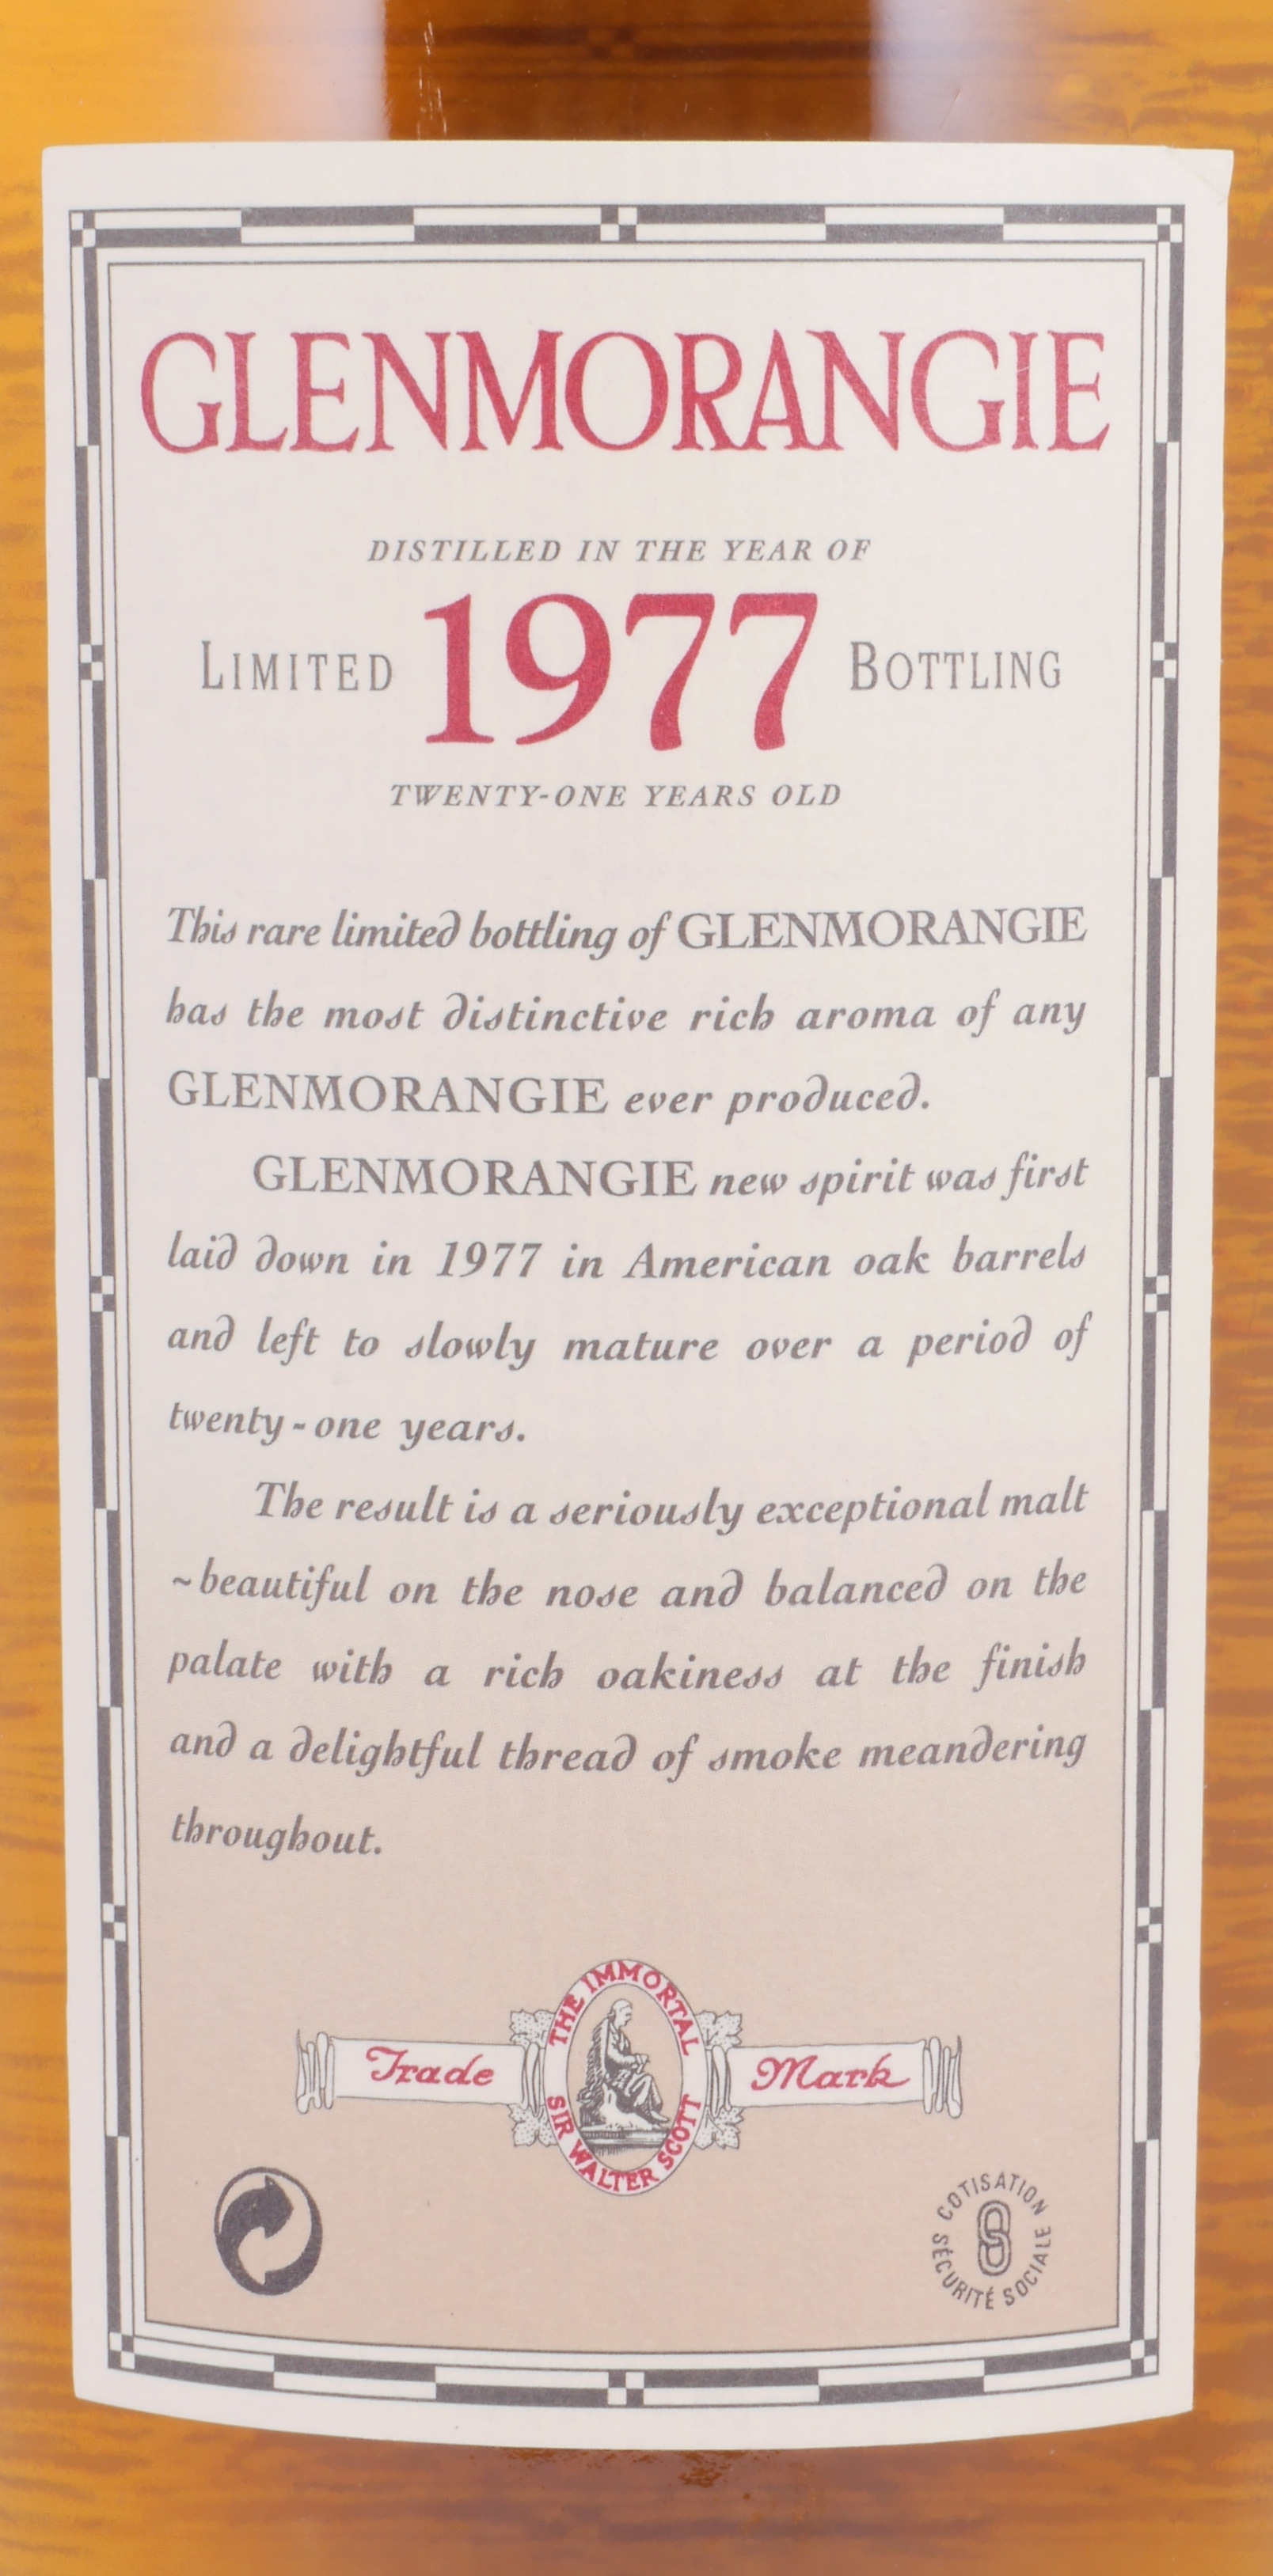 GLENMORANGIE
DISTILLED IN THE YEAR OF
LIMITED 1977 BOTTLING
TWENTY-ONE YEARS OLD
This rare limited bottling of GLENMORANGIE
has the most distinctive rich aroma of any
GLENMORANGIE ever produced.
GLENMORANGIE new spirit was first
laid down in 1977 in American oak barrels
and left to slowly mature over a period of
twenty-one years.
The result is a seriously exceptional malt
~beautiful on the nose and balanced on the
palate with a rich oakiness at the finish
and a delightful thread of smoke meandering
throughout.
THE IMMORTAL
Trade Mark
SIR WALTER SCOTT
COTISATION
SÉCURITÉ SOCIALE